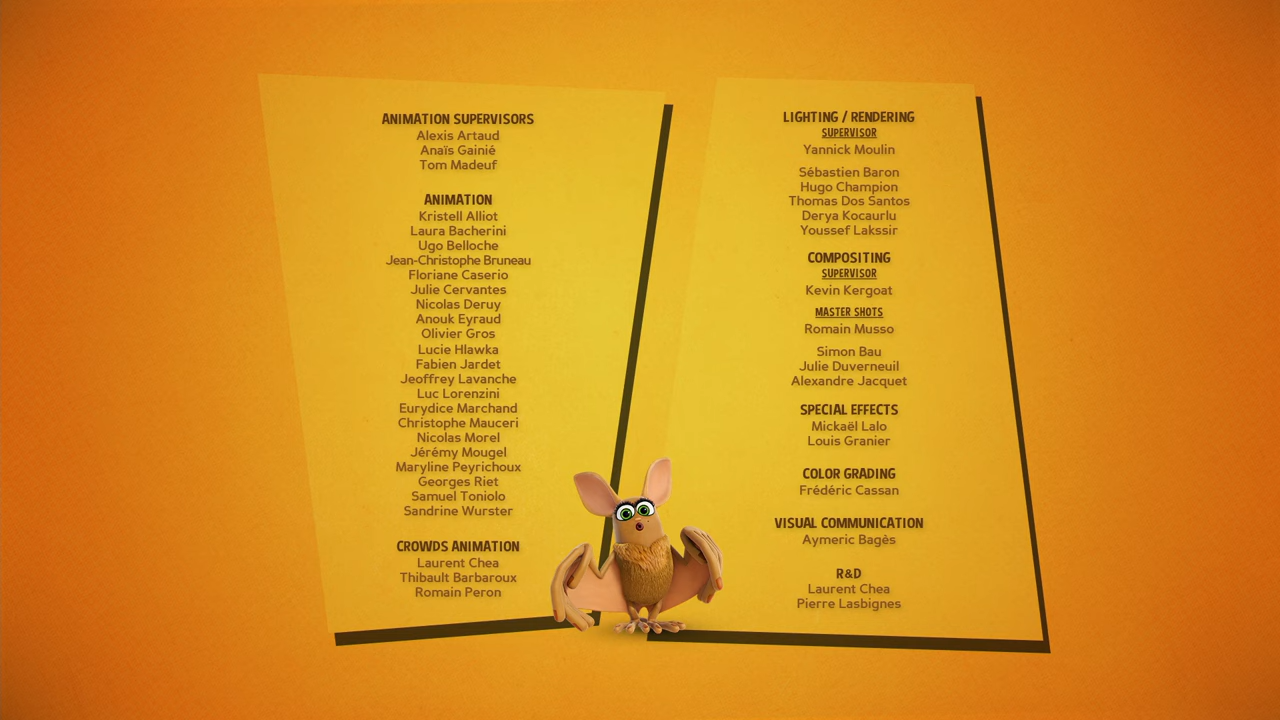 ANIMATION SUPERVISORS
Alexis Artaud
Anaïs Gainié
Tom Madeuf
ANIMATION
Kristell Alliot
Laura Bacherini
Ugo Belloche
Jean-Christophe Bruneau
Floriane Caserio
Julie Cervantes
Nicolas Deruy
Anouk Eyraud
Olivier Gros
Lucie Hlawka
Fabien Jardet
Jeoffrey Lavanche
Luc Lorenzini
Eurydice Marchand
Christophe Mauceri
Nicolas Morel
Jérémy Mougel
Maryline Peyrichoux
Georges Riet
Samuel Toniolo
Sandrine Wurster
CROWDS ANIMATION
Laurent Chea
Thibault Barbaroux
Romain Peron
LIGHTING / RENDERING
SUPERVISOR
Yannick Moulin
Sébastien Baron
Hugo Champion
Thomas Dos Santos
Derya Kocaurlu
Youssef Lakssir
COMPOSITING
SUPERVISOR
Kevin Kergoat
MASTER SHOTS
Romain Musso
Simon Bau
Julie Duverneuil
Alexandre Jacquet
SPECIAL EFFECTS
Mickaël Lalo
Louis Granier
COLOR GRADING
Frédéric Cassan
VISUAL COMMUNICATION
Aymeric Bagès
R&D
Laurent Chea
Pierre Lasbignes